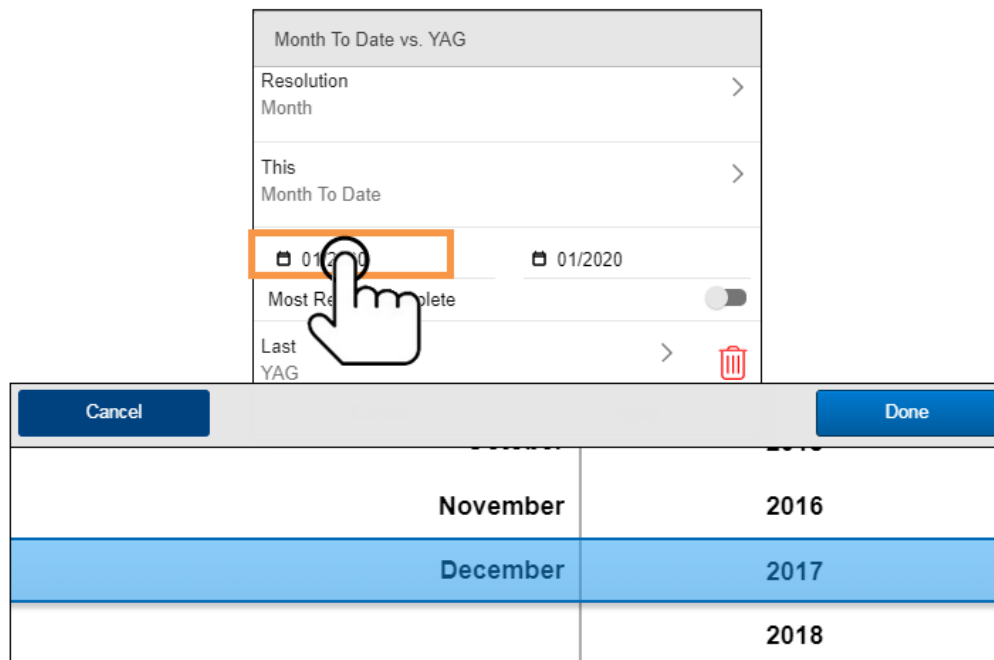 Month To Date vs. YAG
Resolution
Month
This
Month To Date
01/2020
Last
YAG
Cancel
Done
November 2016
December 2017
2018